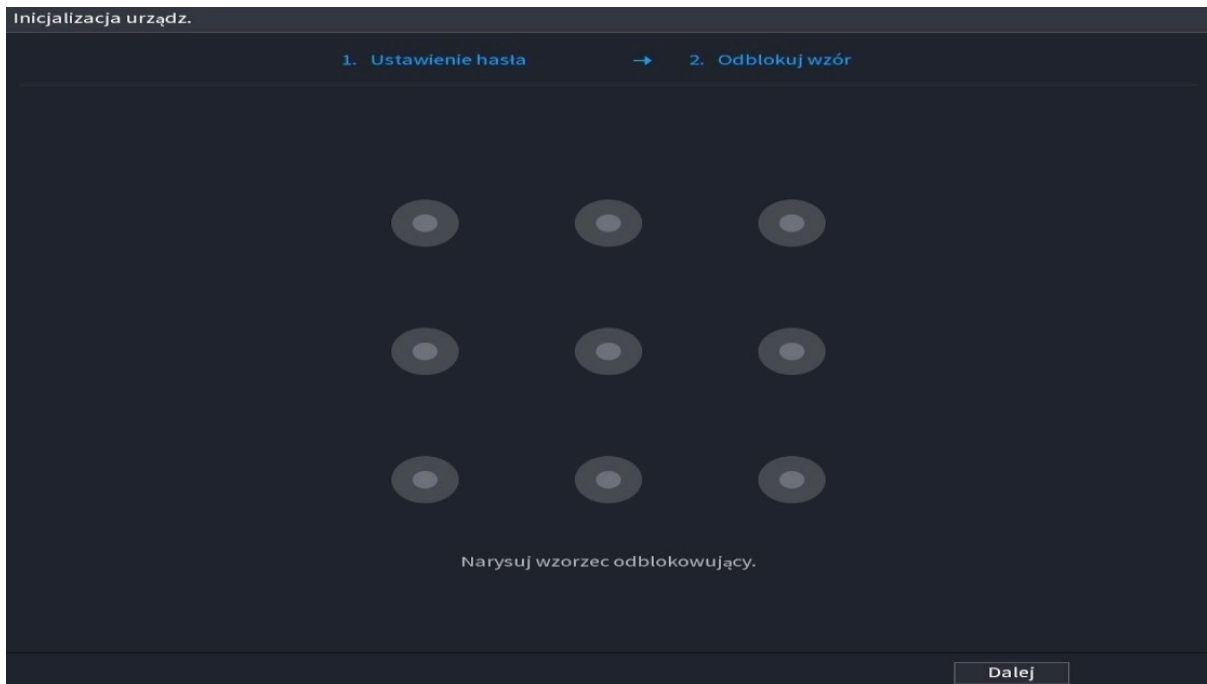 Inicjalizacja urządz.
1. Ustawienie hasła → 2. Odblokuj wzór
Narysuj wzorzec odblokowujący.
Dalej